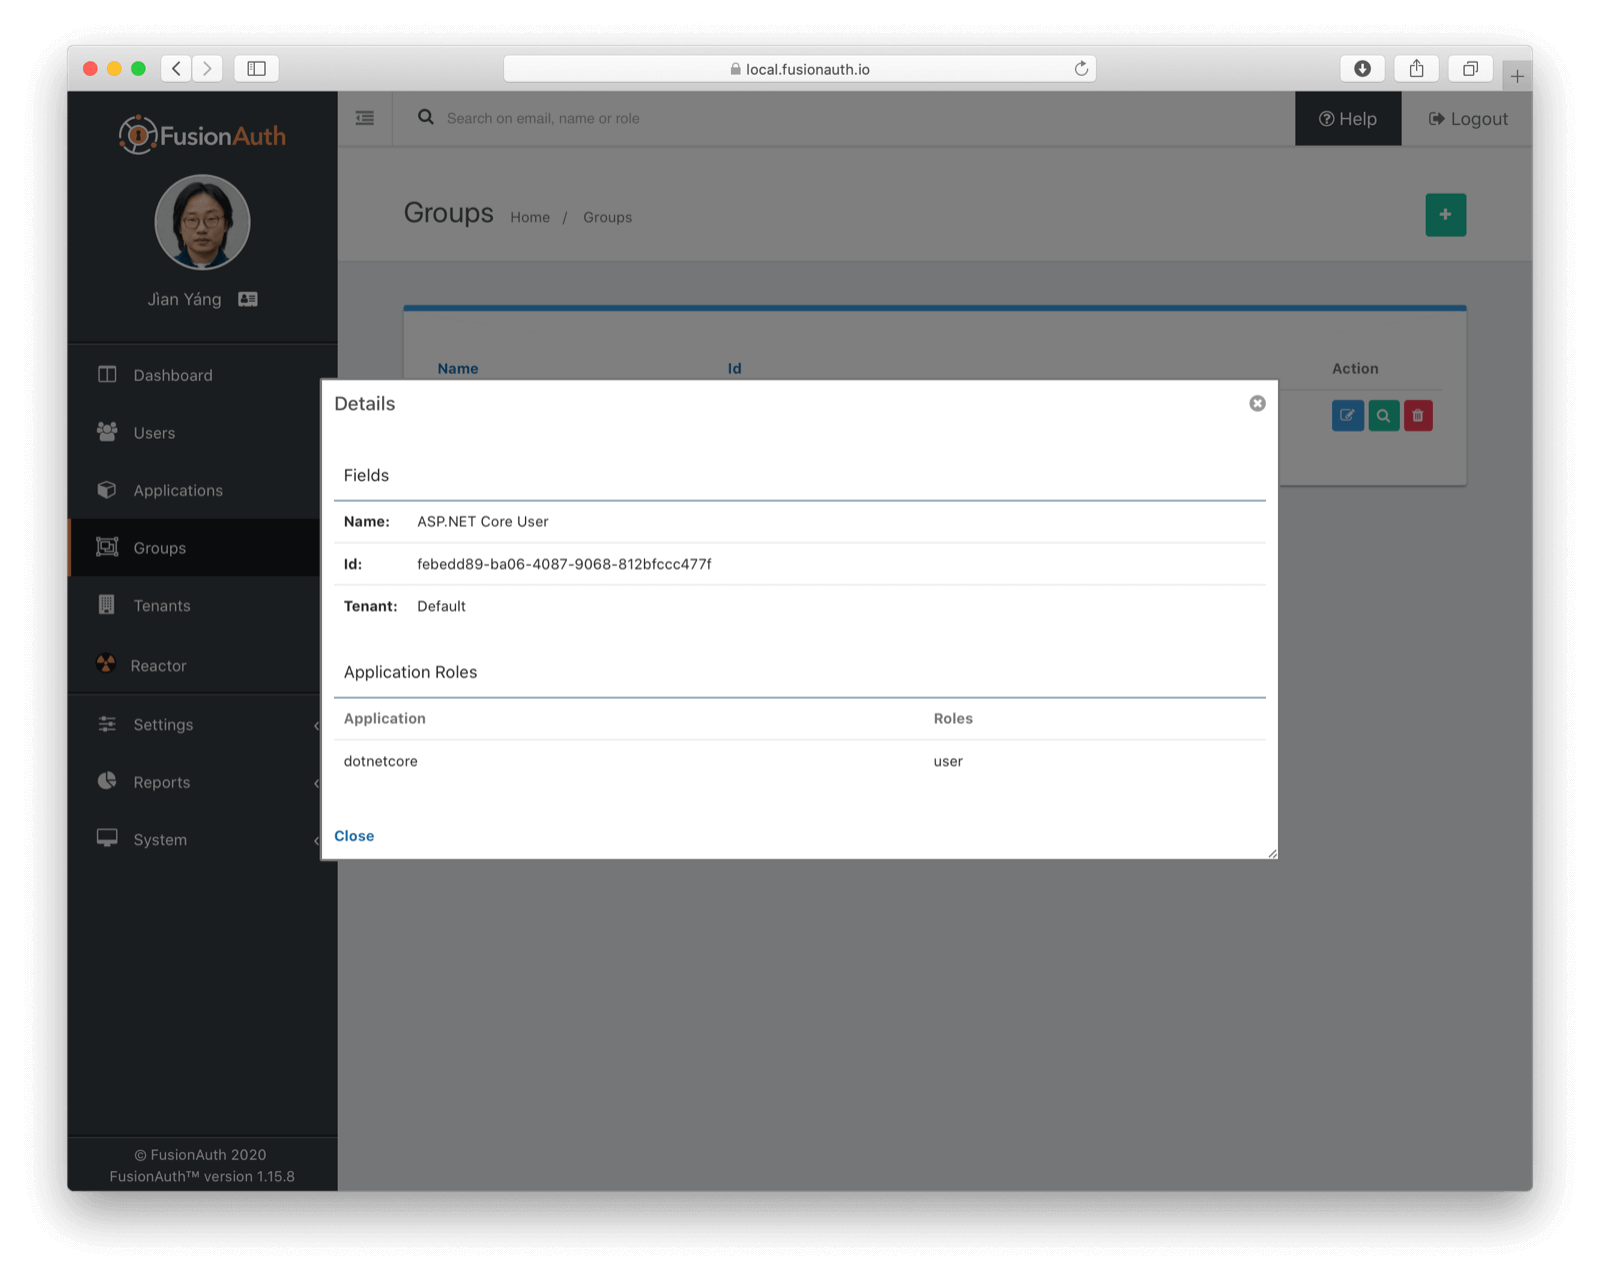 local.fusionauth.io
FusionAuth
Search on email, name or role
Help
Logout
Jìan Yáng
Groups
Home / Groups
Dashboard
Users
Applications
Groups
Tenants
Reactor
Settings
Reports
System
Name Id Action
Details
Fields
Name: ASP.NET Core User
Id: febedd89-ba06-4087-9068-812bfccc477f
Tenant: Default
Application Roles
Application Roles
dotnetcore user
Close
© FusionAuth 2020
FusionAuth™ version 1.15.8